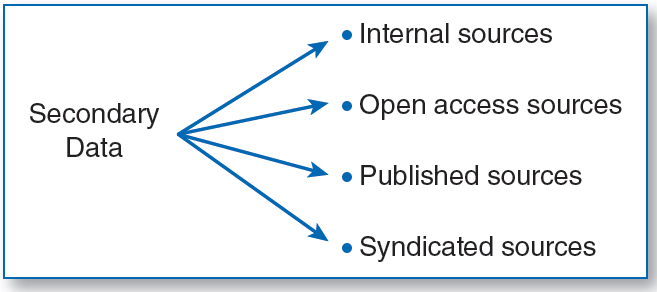 Secondary
Data
• Internal sources
• Open access sources
• Published sources
• Syndicated sources